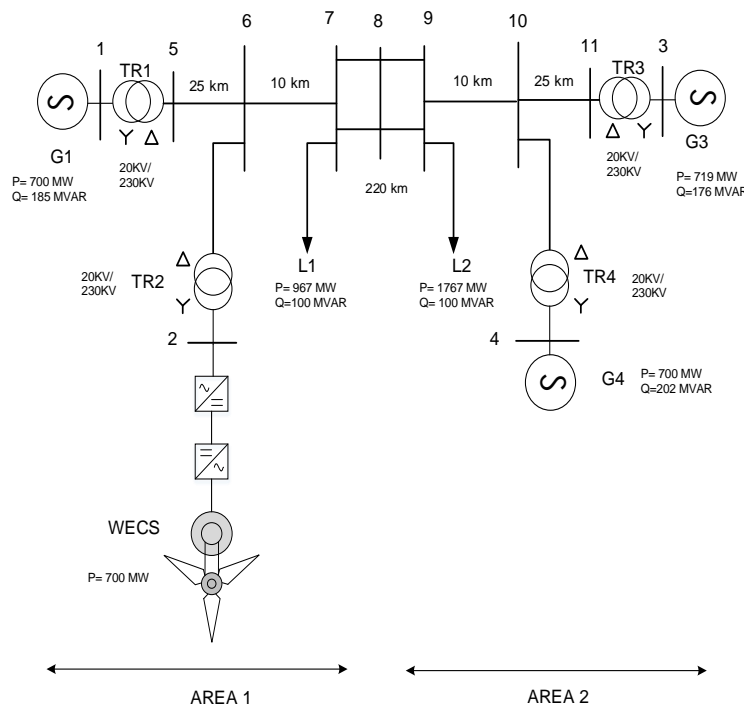 6
7
8
9
10
1
TR1
5
11
TR3
3
25 km
10 km
10 km
25 km
G1
P= 700 MW
Q= 185 MVAR
20KV/
230KV
20KV/
230KV
G3
P= 719 MW
Q=176 MVAR
220 km
20KV/
230KV
TR2
L1
P= 967 MW
Q=100 MVAR
L2
P= 1767 MW
Q= 100 MVAR
TR4
20KV/
230KV
2
4
G4
P= 700 MW
Q=202 MVAR
WECS
P= 700 MW
AREA 1
AREA 2